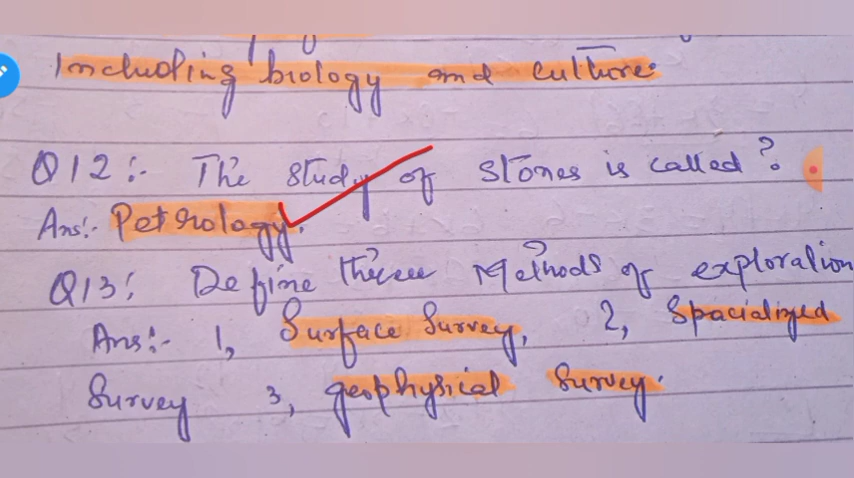 Including biology and culture.
Q12:- The study of stones is called?
Ans:- Petrology.
Q13: Define three Methods of exploration
Ans:- 1, Surface Survey, 2, Spacialized
Survey 3, geophysical Survey.